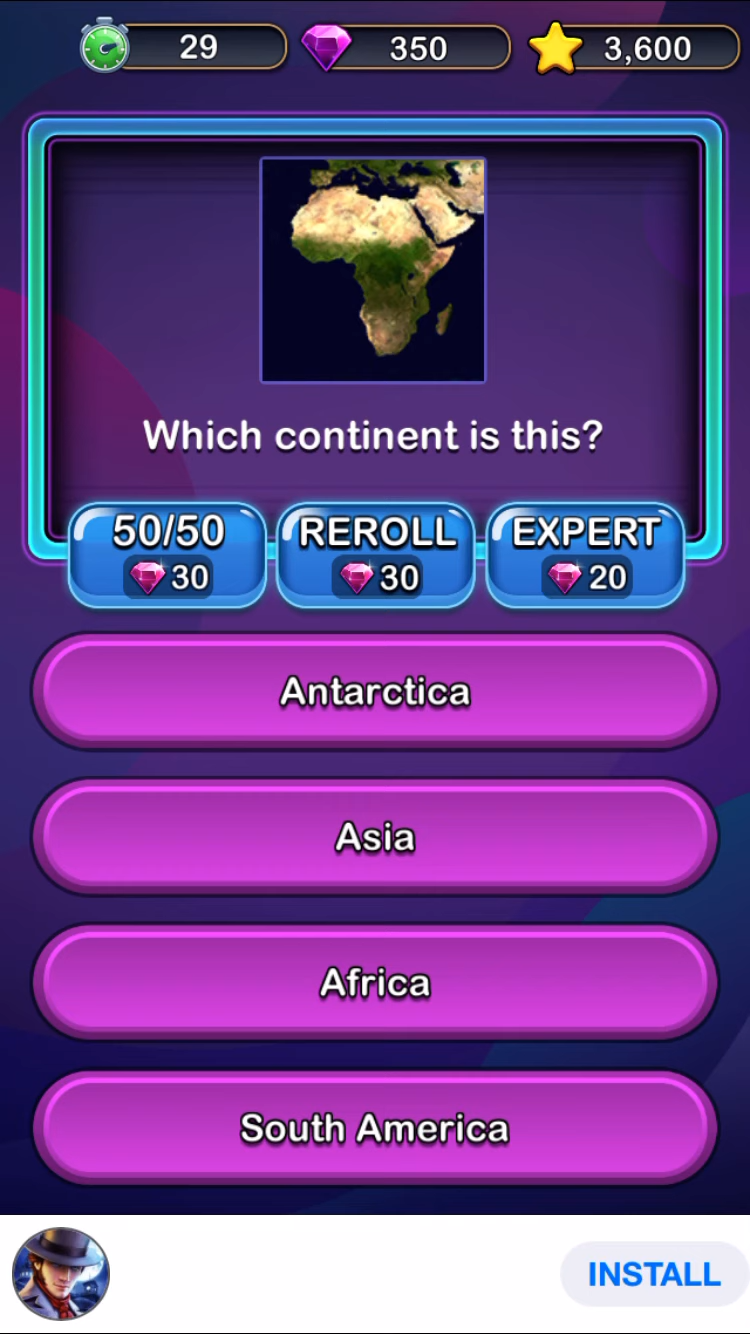 29 350 3,600
Which continent is this?
50/50 REROLL EXPERT
30 30 20
Antarctica
Asia
Africa
South America
INSTALL